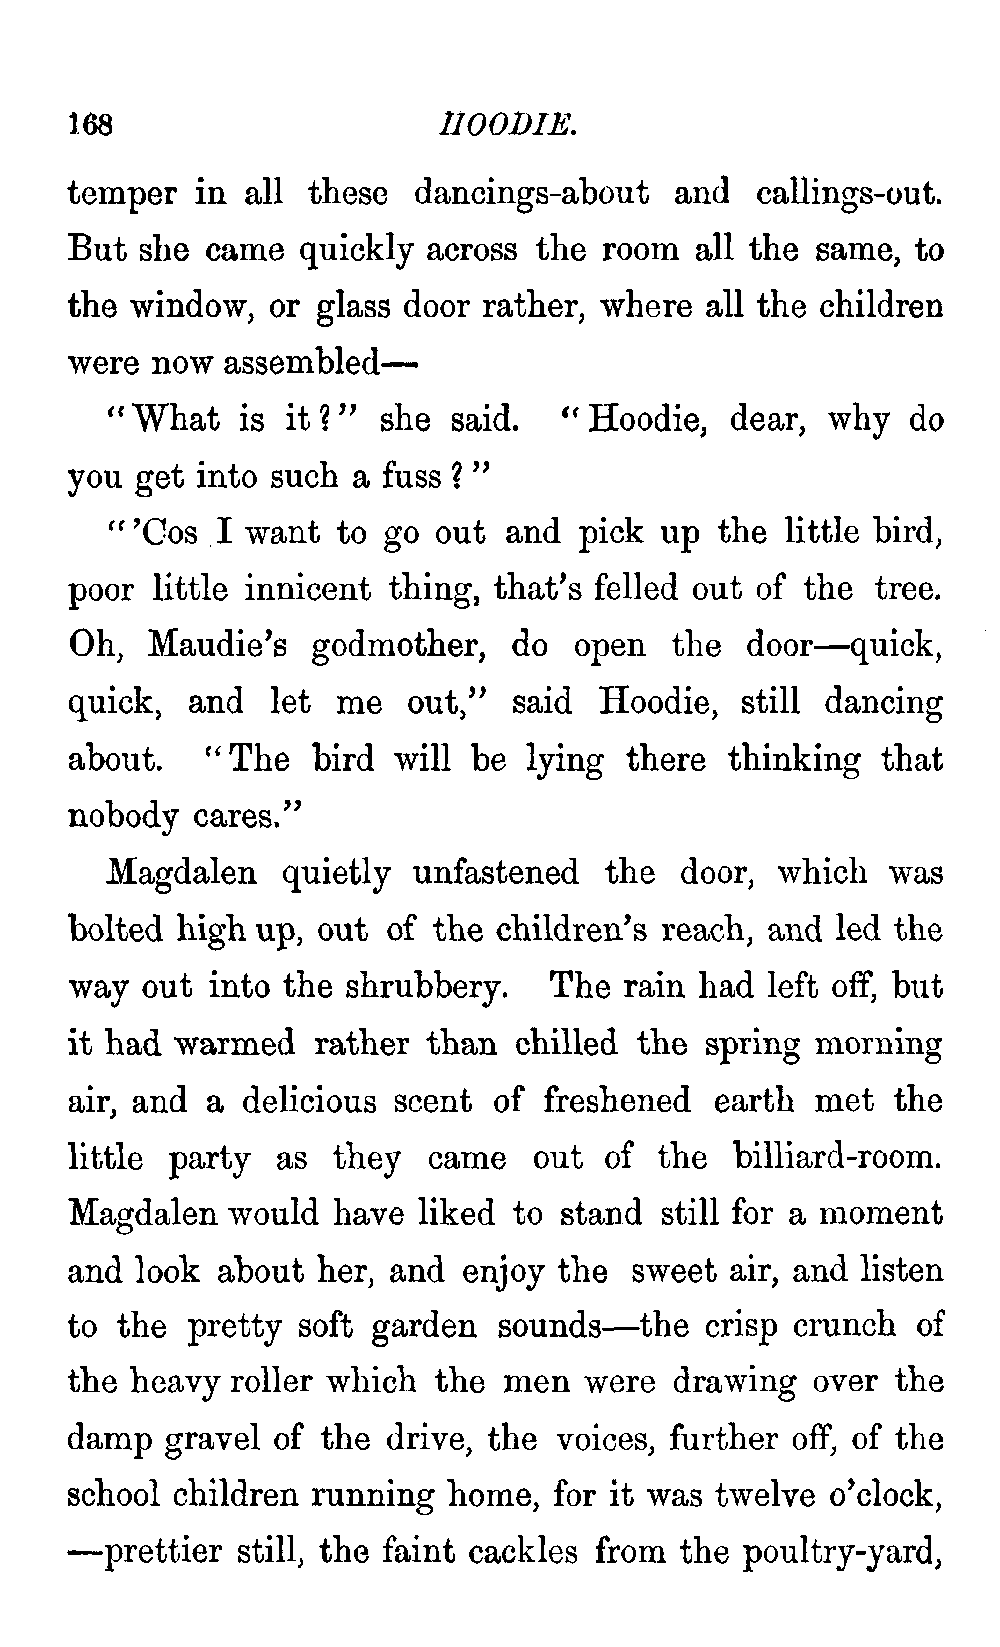 168 HOODIE.
temper in all these dancings-about and callings-out.
But she came quickly across the room all the same, to
the window, or glass door rather, where all the children
were now assembled—
"What is it?" she said. "Hoodie, dear, why do
you get into such a fuss?"
"'Cos I want to go out and pick up the little bird,
poor little innicent thing, that's felled out of the tree.
Oh, Maudie's godmother, do open the door—quick,
quick, and let me out," said Hoodie, still dancing
about. "The bird will be lying there thinking that
nobody cares."
Magdalen quietly unfastened the door, which was
bolted high up, out of the children's reach, and led the
way out into the shrubbery. The rain had left off, but
it had warmed rather than chilled the spring morning
air, and a delicious scent of freshened earth met the
little party as they came out of the billiard-room.
Magdalen would have liked to stand still for a moment
and look about her, and enjoy the sweet air, and listen
to the pretty soft garden sounds—the crisp crunch of
the heavy roller which the men were drawing over the
damp gravel of the drive, the voices, further off, of the
school children running home, for it was twelve o'clock,
—prettier still, the faint cackles from the poultry-yard,